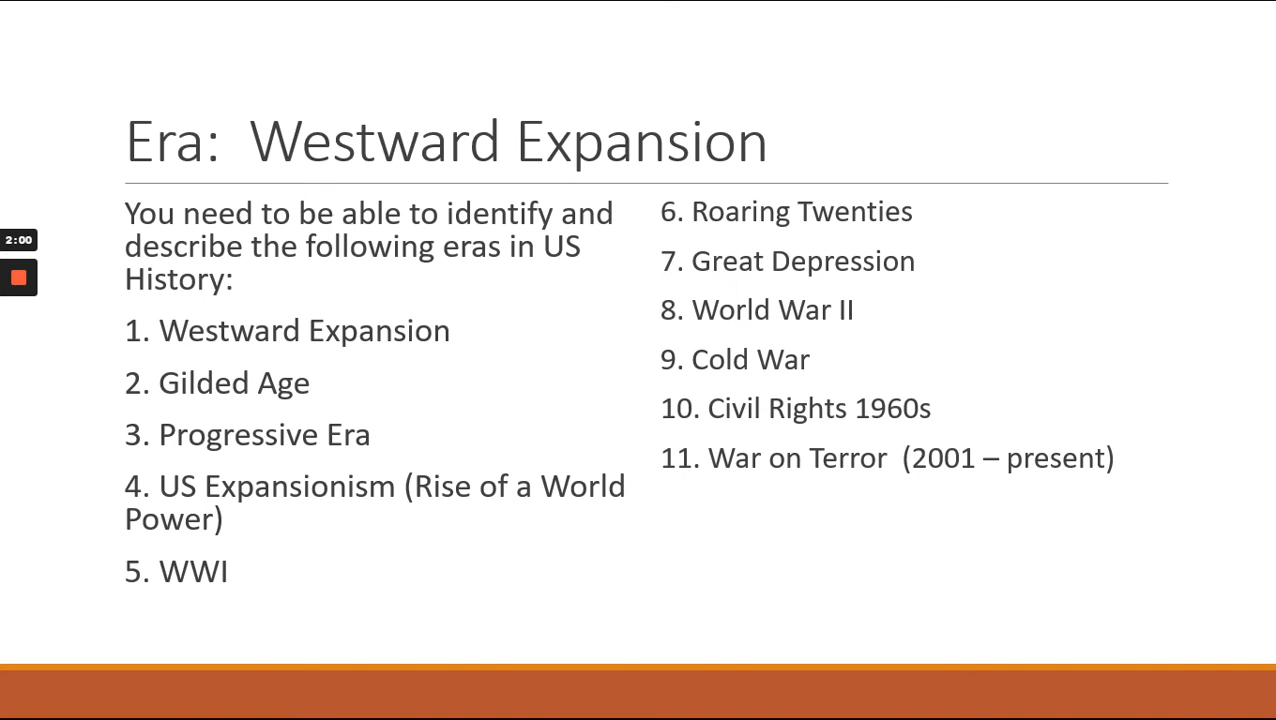 Era: Westward Expansion
You need to be able to identify and
describe the following eras in US
History:
1. Westward Expansion
2. Gilded Age
3. Progressive Era
4. US Expansionism (Rise of a World
Power)
5. WWI
6. Roaring Twenties
7. Great Depression
8. World War II
9. Cold War
10. Civil Rights 1960s
11. War on Terror (2001 – present)
2:00